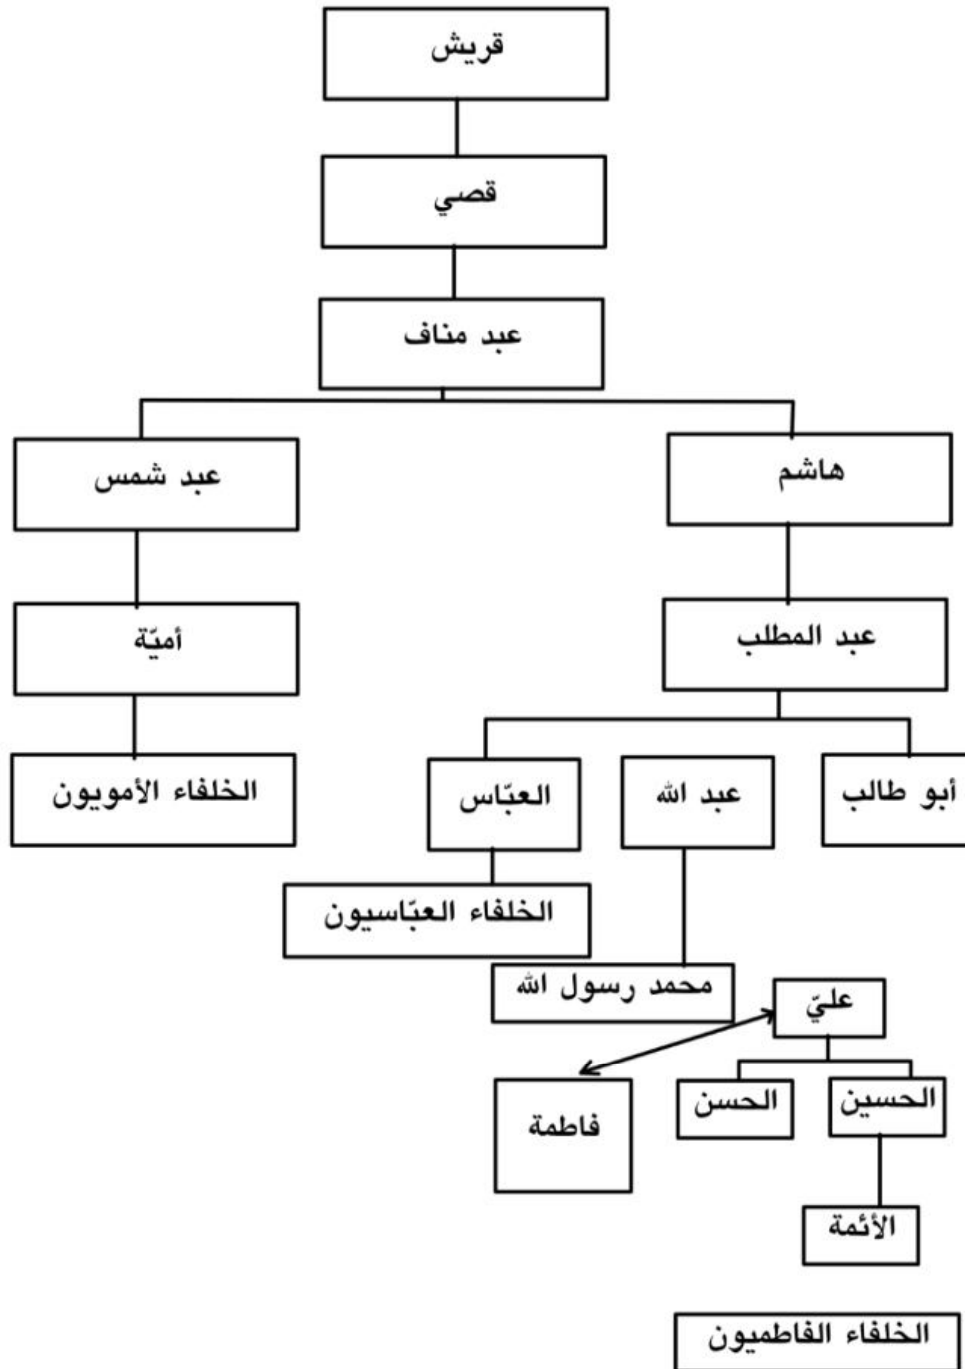 قريش
قصي
عبد مناف
هاشم
عبد شمس
عبد المطلب
أميّة
أبو طالب
عبد الله
العبّاس
الخلفاء الأمويون
الخلفاء العبّاسيون
محمد رسول الله
عليّ
الحسين
الحسن
فاطمة
الأئمة
الخلفاء الفاطميون